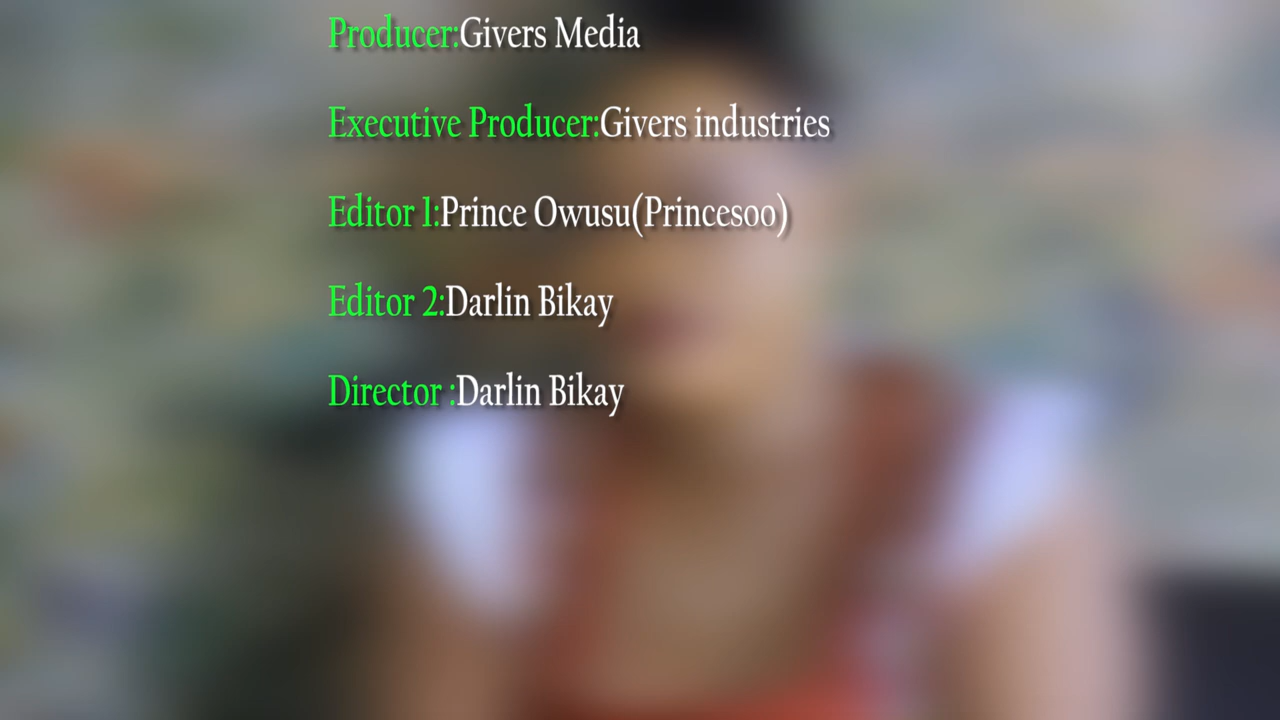 Producer:Givers Media
Executive Producer:Givers industries
Editor 1:Prince Owusu(Princesoo)
Editor 2:Darlin Bikay
Director :Darlin Bikay